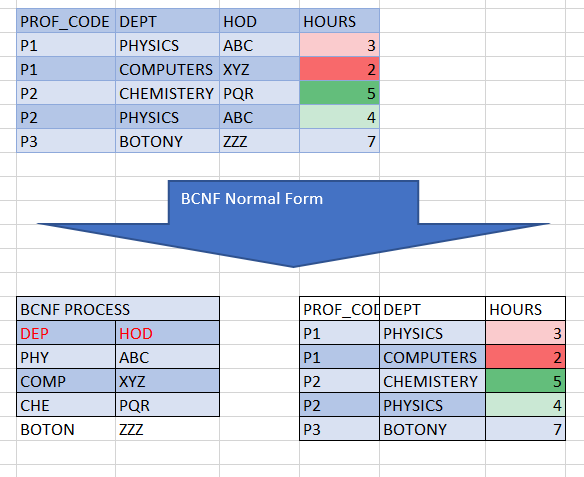 PROF_CODE DEPT HOD HOURS
P1 PHYSICS ABC 3
P1 COMPUTERS XYZ 2
P2 CHEMISTERY PQR 5
P2 PHYSICS ABC 4
P3 BOTONY ZZZ 7
BCNF Normal Form
BCNF PROCESS
DEP HOD
PHY ABC
COMP XYZ
CHE PQR
BOTON ZZZ
PROF_COD DEPT HOURS
P1 PHYSICS 3
P1 COMPUTERS 2
P2 CHEMISTERY 5
P2 PHYSICS 4
P3 BOTONY 7